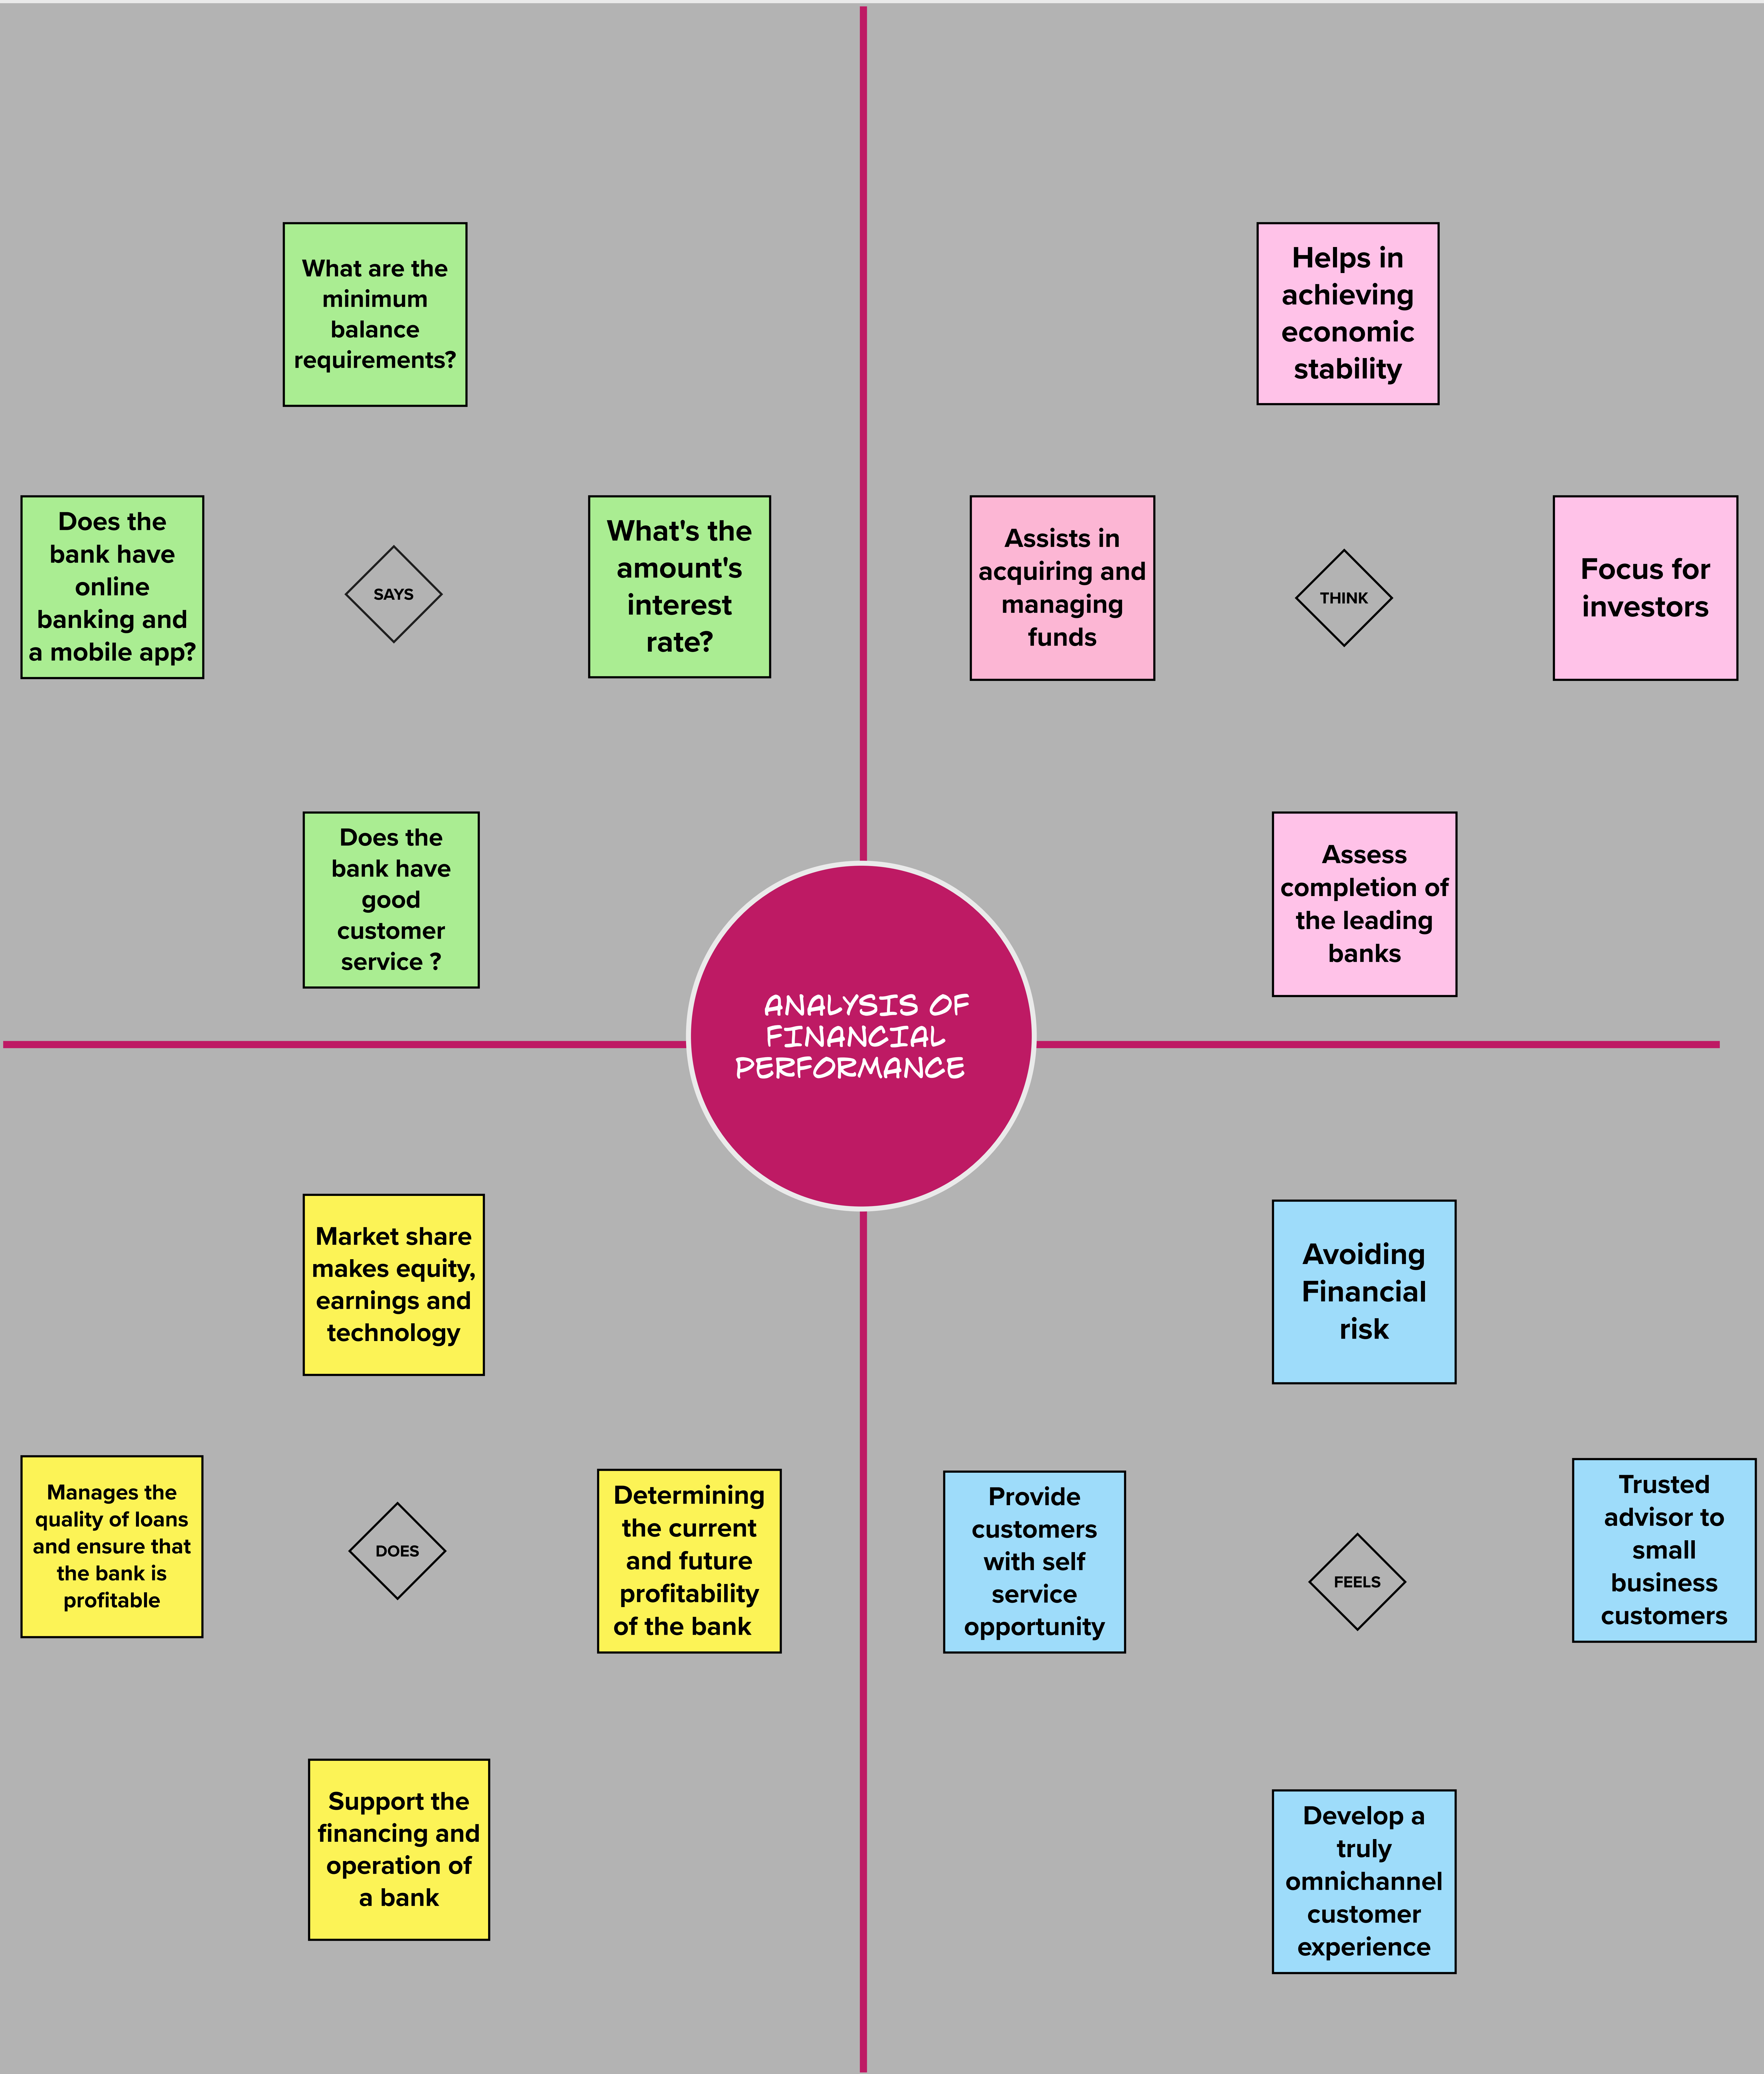 What are the
minimum
balance
requirements?
Does the
bank have
online
banking and
a mobile app?
SAYS
What's the
amount's
interest
rate?
Does the
bank have
good
customer
service ?
Helps in
achieving
economic
stability
Assists in
acquiring and
managing
funds
THINK
Focus for
investors
Assess
completion of
the leading
banks
ANALYSIS OF
FINANCIAL
PERFORMANCE
Market share
makes equity,
earnings and
technology
Manages the
quality of loans
and ensure that
the bank is
profitable
DOES
Determining
the current
and future
profitability
of the bank
Support the
financing and
operation of
a bank
Avoiding
Financial
risk
Provide
customers
with self
service
opportunity
FEELS
Trusted
advisor to
small
business
customers
Develop a
truly
omnichannel
customer
experience